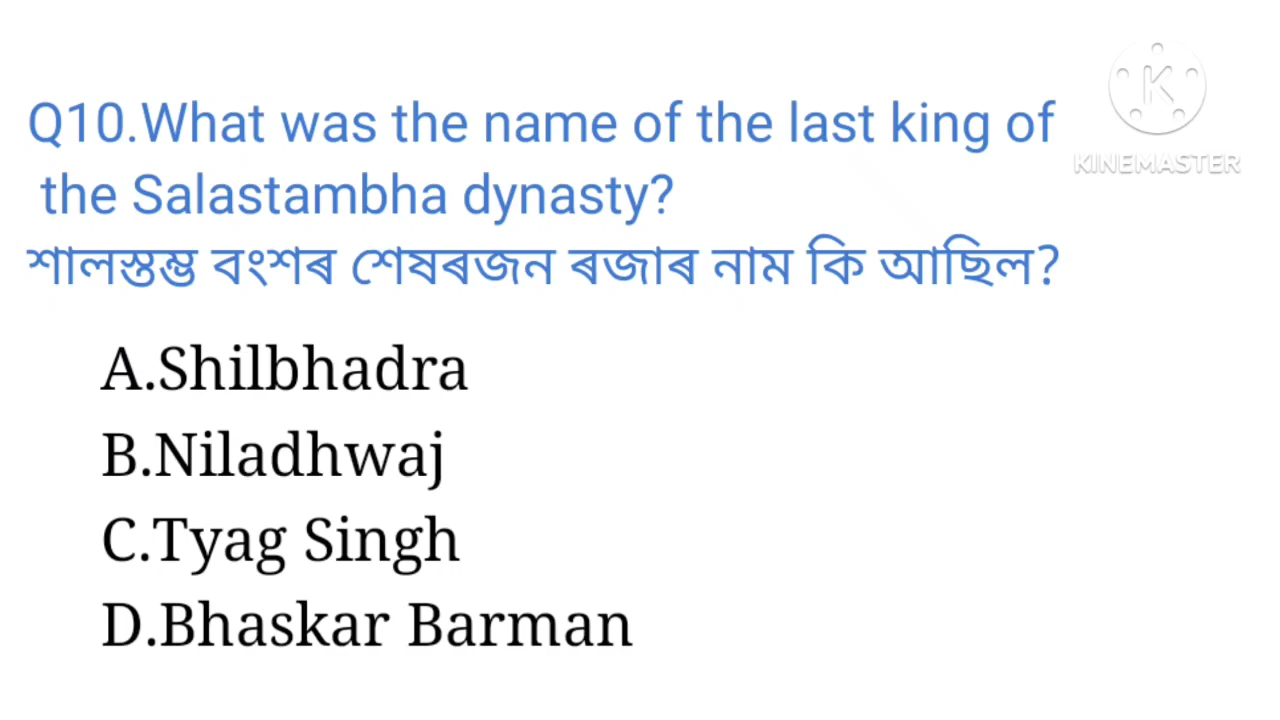 Q10.What was the name of the last king of
the Salastambha dynasty?
শালস্তম্ভ বংশৰ শেষৰজন ৰজাৰ নাম কি আছিল?
A.Shilbhadra
B.Niladhwaj
C.Tyag Singh
D.Bhaskar Barman
K
KINEMASTER